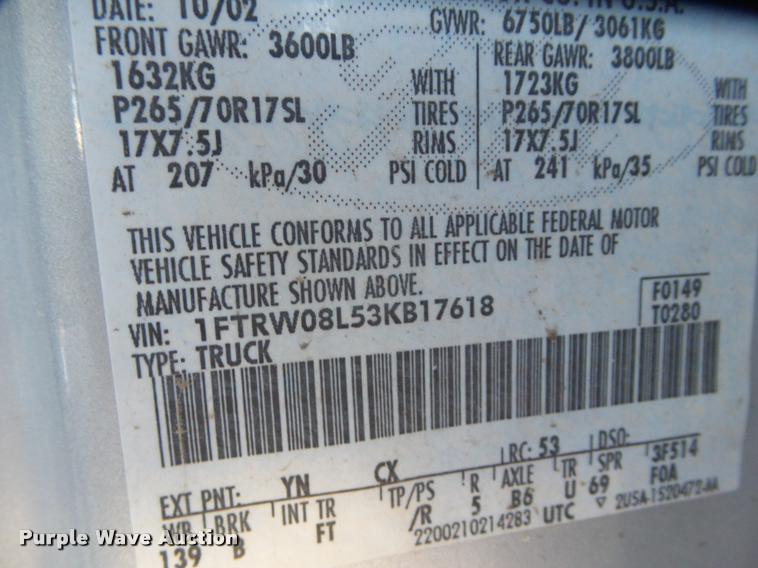 DATE: 10/02
CO. IN U.S.A.
GVWR: 6750LB/ 3061KG
FRONT GAWR: 3600LB
REAR GAWR: 3800LB
1632KG WITH
1723KG WITH
P265/70R17SL TIRES
P265/70R17SL TIRES
17X7.5J RIMS
17X7.5J RIMS
AT 207 kPa/30 PSI COLD
AT 241 kPa/35 PSI COLD
THIS VEHICLE CONFORMS TO ALL APPLICABLE FEDERAL MOTOR
VEHICLE SAFETY STANDARDS IN EFFECT ON THE DATE OF
MANUFACTURE SHOWN ABOVE.
VIN: 1FTRW08L53KB17618
F0149
TYPE: TRUCK
T0280
EXT PNT: YN CX RC: 53 DSO:
WB BRK INT TR TP/PS R AXLE TR SPR 3F514
139 B FT /R 5 B6 U 69 F0A
2200210214283 UTC ▽ 2U5A-1520472-AA
Purple Wave Auction